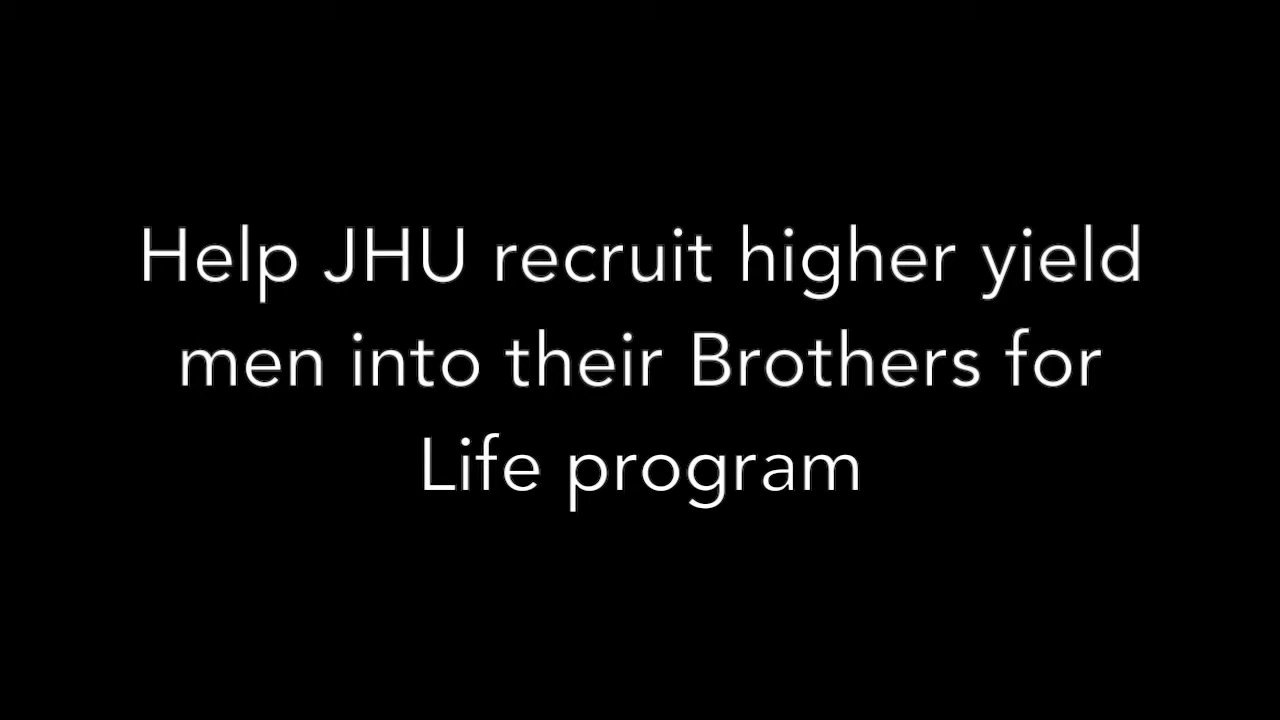 Help JHU recruit higher yield
men into their Brothers for
Life program